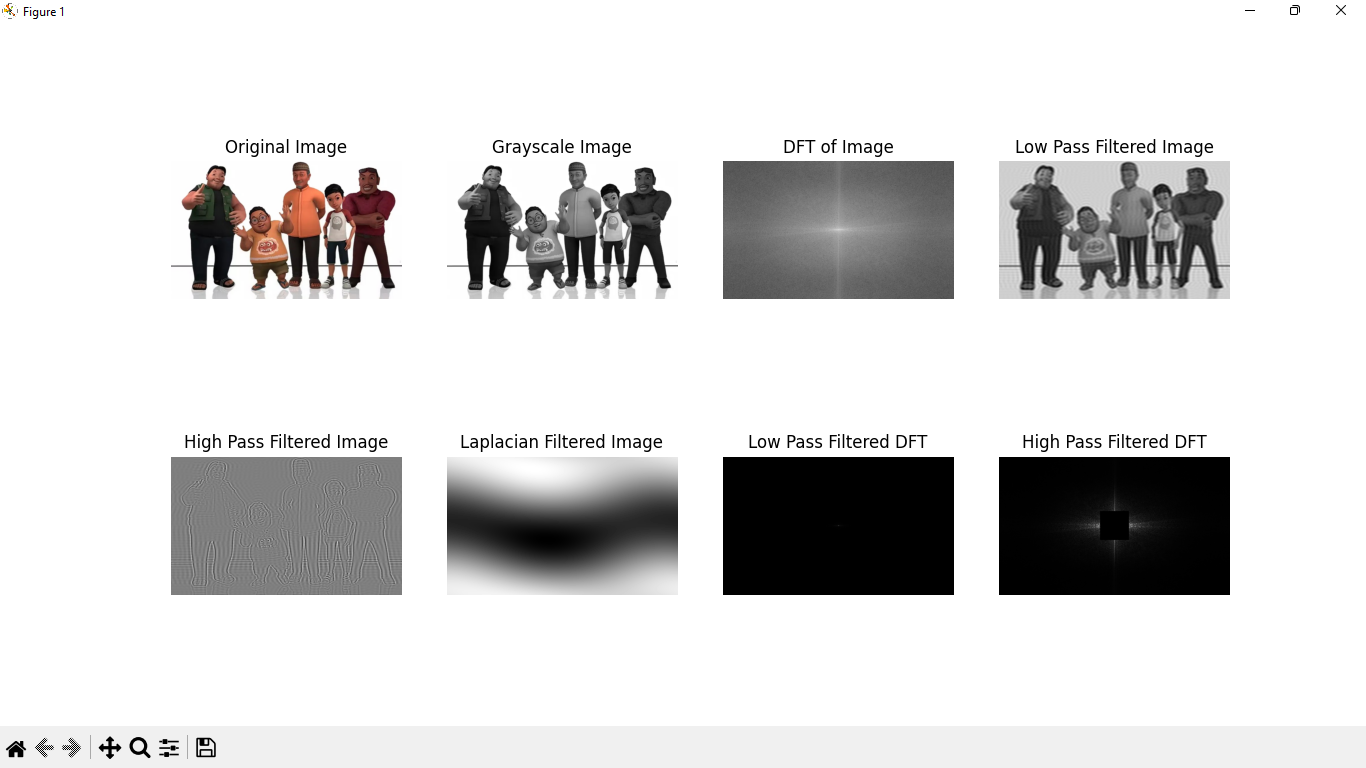 Figure 1
Original Image
Grayscale Image
DFT of Image
Low Pass Filtered Image
High Pass Filtered Image
Laplacian Filtered Image
Low Pass Filtered DFT
High Pass Filtered DFT